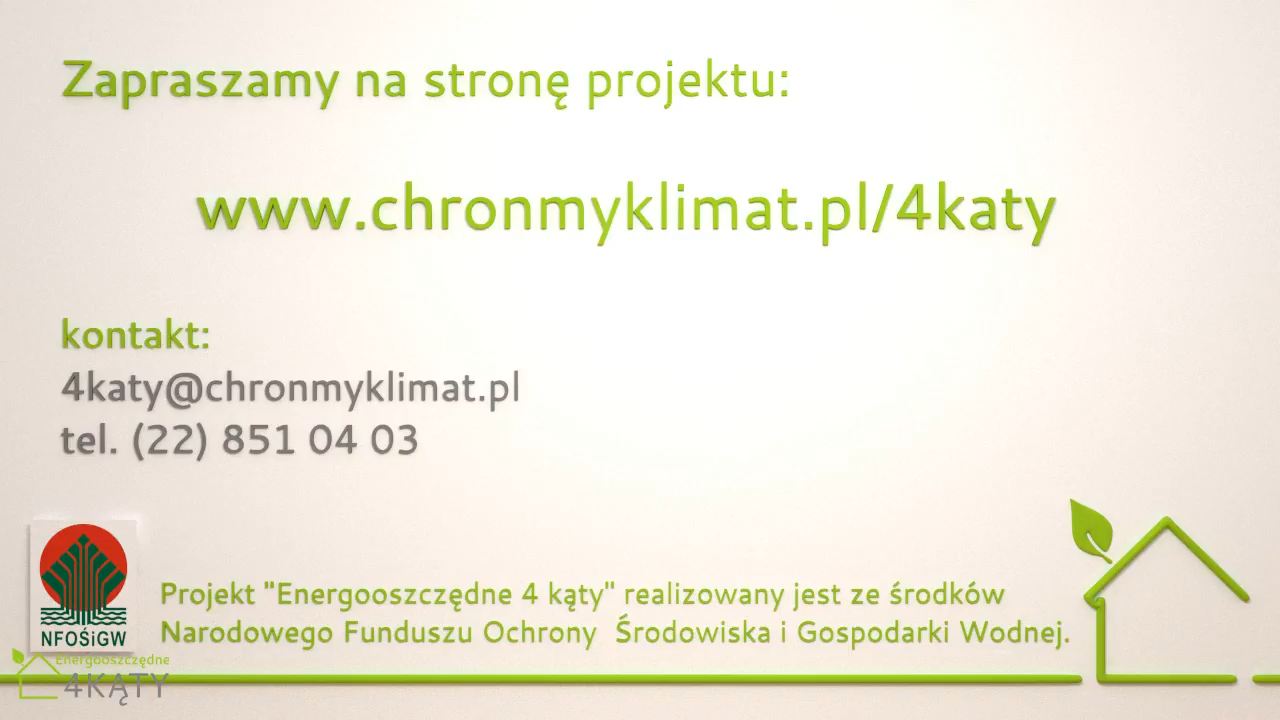 Zapraszamy na stronę projektu:
www.chronmyklimat.pl/4katy
kontakt:
4katy@chronmyklimat.pl
tel. (22) 851 04 03
Projekt "Energooszczędne 4 kąty" realizowany jest ze środków
Narodowego Funduszu Ochrony Środowiska i Gospodarki Wodnej.
NFOŚiGW
Energooszczędne
4KĄTY